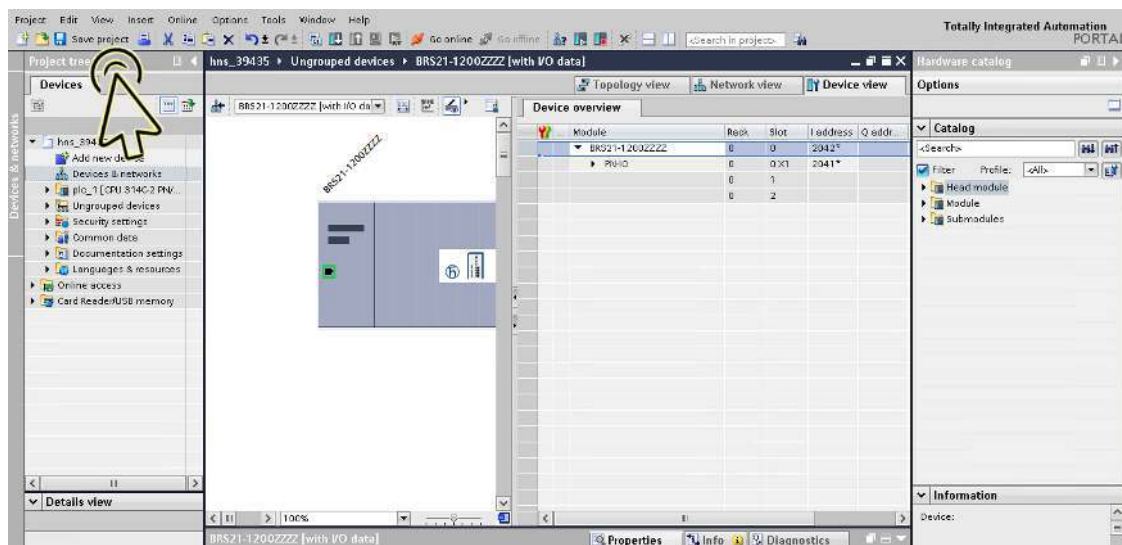 Project Edit View Insert Online Options Tools Window Help
Totally Integrated Automation
PORTAL
Save project Go online Go offline <Search in project>
Project tree
hns_39435 ▸ Ungrouped devices ▸ BRS21-1200ZZZZ [with I/O data]
Hardware catalog
Devices
Topology view Network view Device view
Options
BRS21-1200ZZZZ [with I/O da
Device overview
Module Rack Slot I address Q addr...
Catalog
BRS21-1200ZZZZ 0 0 2042*
<Search>
PN-IO 0 0 X1 2041*
Filter Profile: <All>
0 1
Head module
0 2
Module
Submodules
Add new
Devices & networks
plc_1 [CPU 314C-2 PN/...
Ungrouped devices
Security settings
Common data
Documentation settings
Languages & resources
Online access
Card Reader/USB memory
BRS21-1200ZZZZ
Devices & networks
Details view
100%
Information
Device:
BRS21-1200ZZZZ [with I/O data]
Properties Info Diagnostics